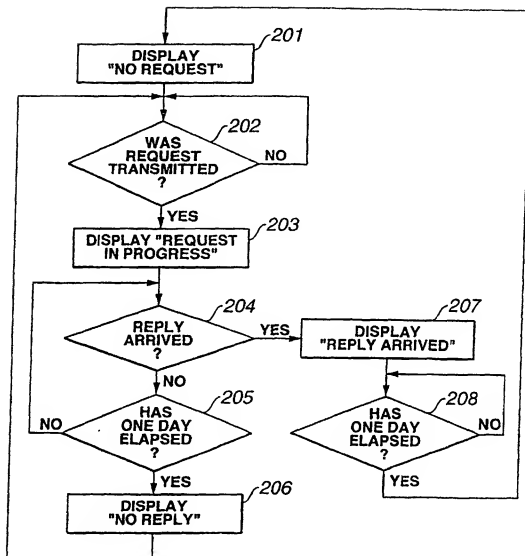 201
DISPLAY
"NO REQUEST"
202
WAS
REQUEST
TRANSMITTED
?
NO
YES
203
DISPLAY "REQUEST
IN PROGRESS"
204
REPLY
ARRIVED
?
YES
NO
207
DISPLAY
"REPLY ARRIVED"
205
HAS
ONE DAY
ELAPSED
?
NO
YES
208
HAS
ONE DAY
ELAPSED
?
NO
YES
206
DISPLAY
"NO REPLY"